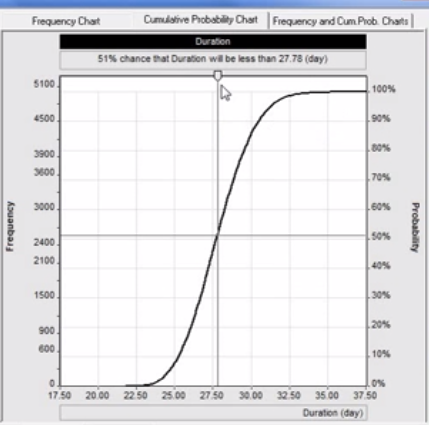 Frequency Chart Cumulative Probability Chart Frequency and Cum.Prob. Charts
Duration
51% chance that Duration will be less than 27.78 (day)
5100 100%
4500 90%
3900 80%
3600 70%
3000 60%
2400 50%
2100 40%
1500 30%
900 20%
600 10%
0 0%
Frequency
Probability
17.50 20.00 22.50 25.00 27.50 30.00 32.50 35.00 37.50
Duration (day)